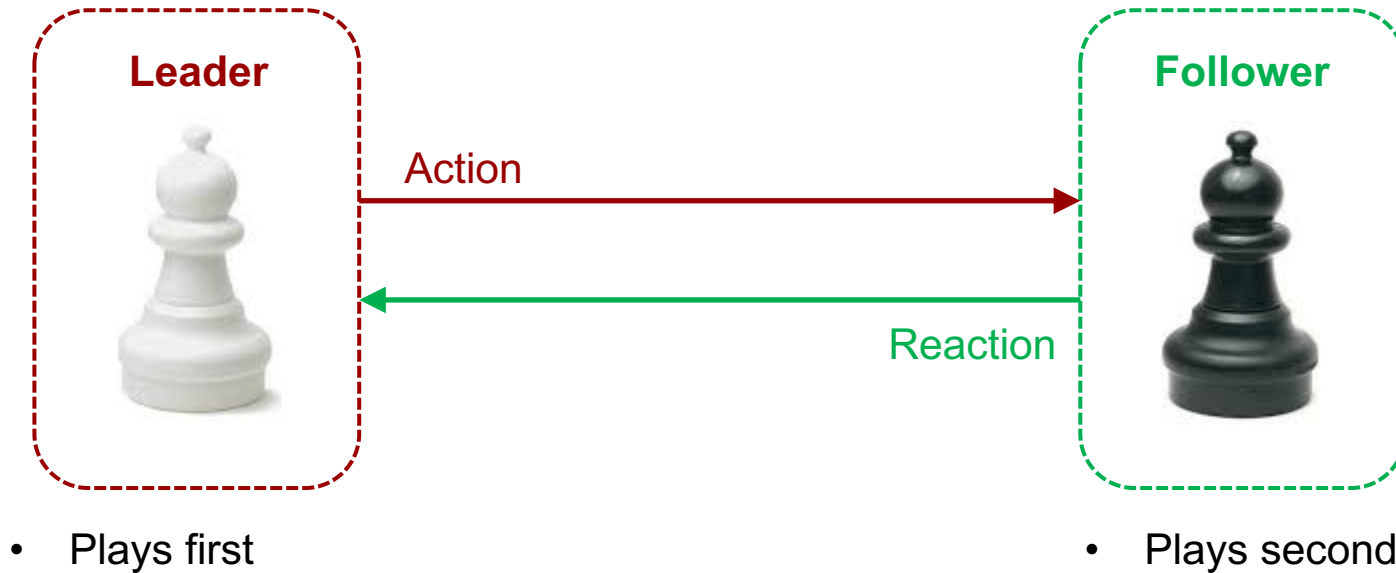 Leader
Follower
Action
Reaction
• Plays first
• Plays second